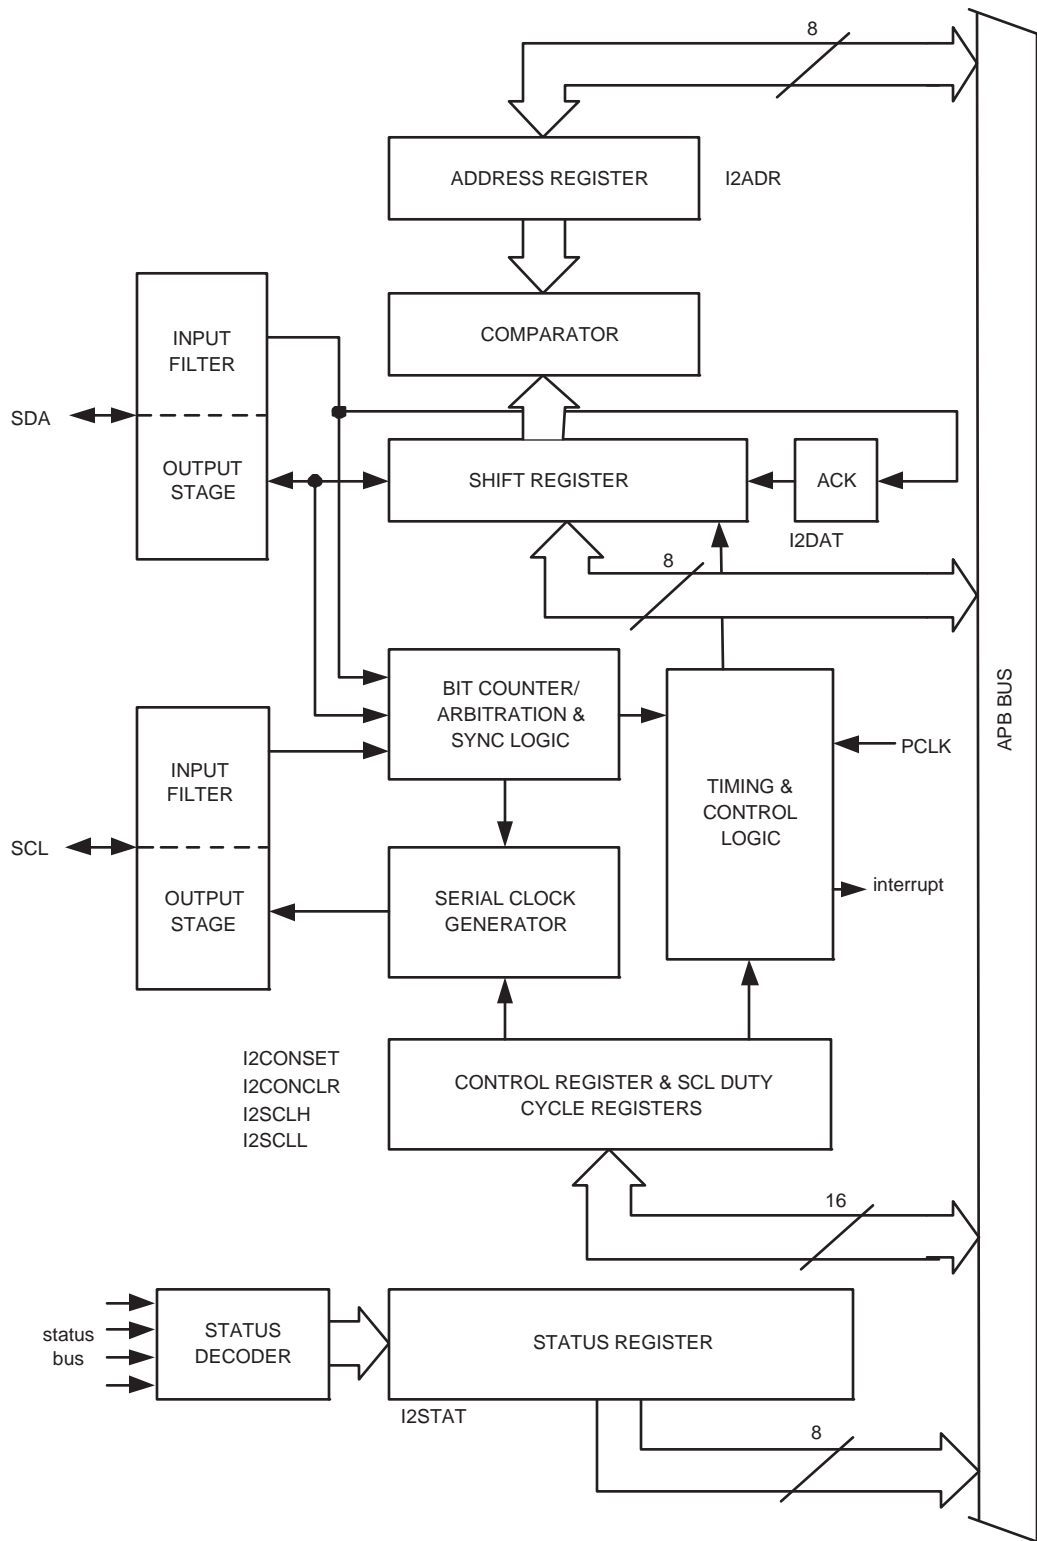 8
ADDRESS REGISTER
I2ADR
COMPARATOR
INPUT
FILTER
SDA
OUTPUT
STAGE
SHIFT REGISTER
ACK
I2DAT
8
APB BUS
BIT COUNTER/
ARBITRATION &
SYNC LOGIC
PCLK
INPUT
FILTER
TIMING &
CONTROL
LOGIC
SCL
interrupt
OUTPUT
STAGE
SERIAL CLOCK
GENERATOR
I2CONSET
I2CONCLR
I2SCLH
I2SCLL
CONTROL REGISTER & SCL DUTY
CYCLE REGISTERS
16
status
bus
STATUS
DECODER
STATUS REGISTER
I2STAT
8